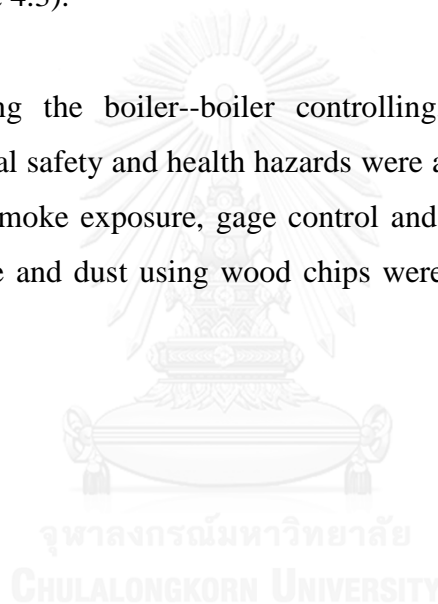 4.3).
ng the boiler--boiler controlling
al safety and health hazards were a
moke exposure, gage control and
e and dust using wood chips were
จุฬาลงกรณ์มหาวิทยาลัย
CHULALONGKORN UNIVERSITY